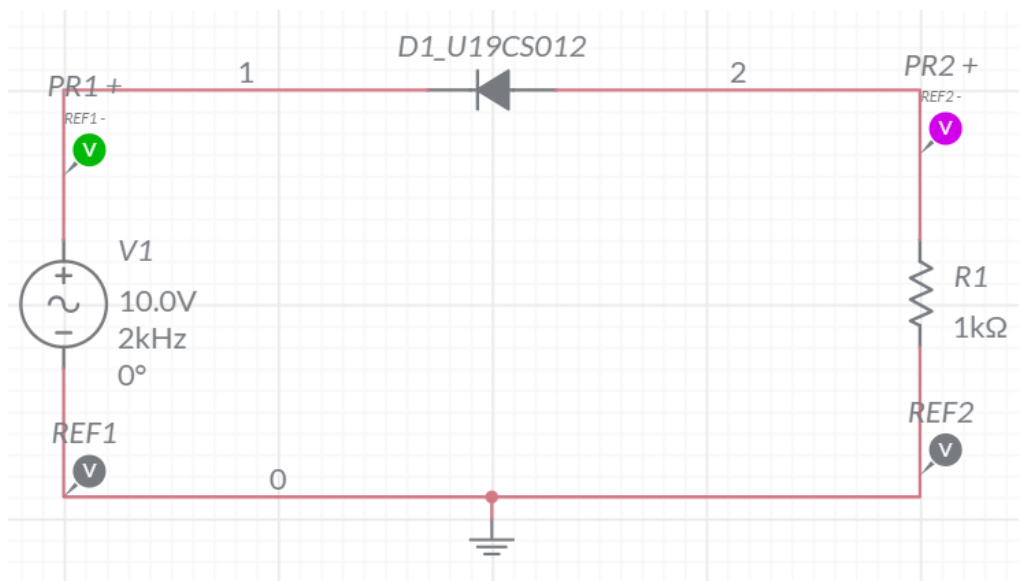 D1_U19CS012
1
2
PR1 +
REF1 -
V
PR2 +
REF2 -
V
V1
10.0V
2kHz
0°
R1
1kΩ
REF1
V
REF2
V
0